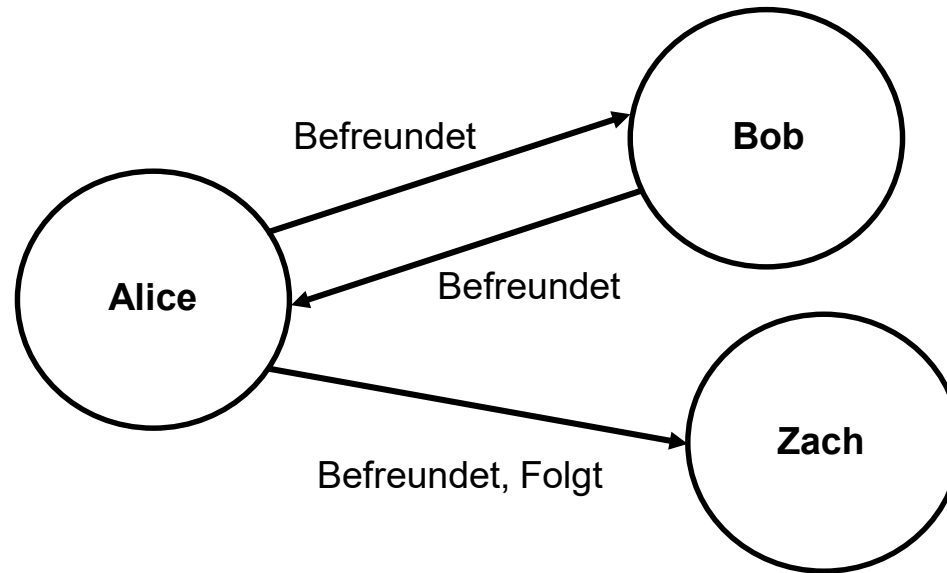 Befreundet
Bob
Alice
Befreundet
Zach
Befreundet, Folgt